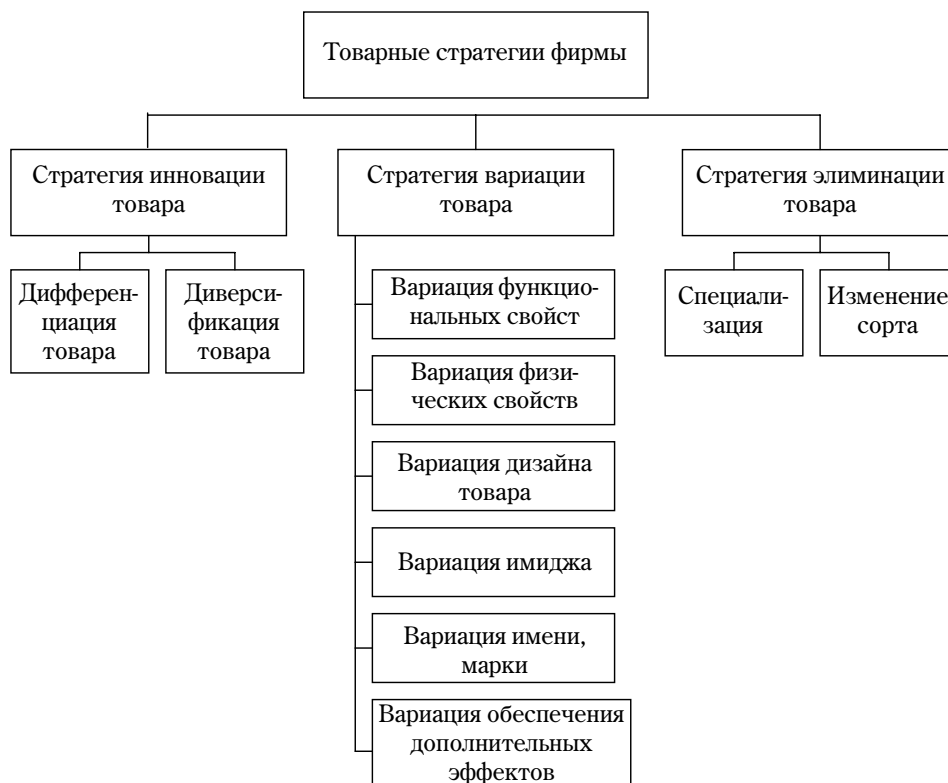 Товарные стратегии фирмы
Стратегия инновации
товара
Стратегия вариации
товара
Стратегия элиминации
товара
Дифферен-
циация
товара
Диверси-
фикация
товара
Вариация функцио-
нальных свойст
Вариация физи-
ческих свойств
Вариация дизайна
товара
Вариация имиджа
Вариация имени,
марки
Вариация обеспечения
дополнительных
эффектов
Специали-
зация
Изменение
сорта